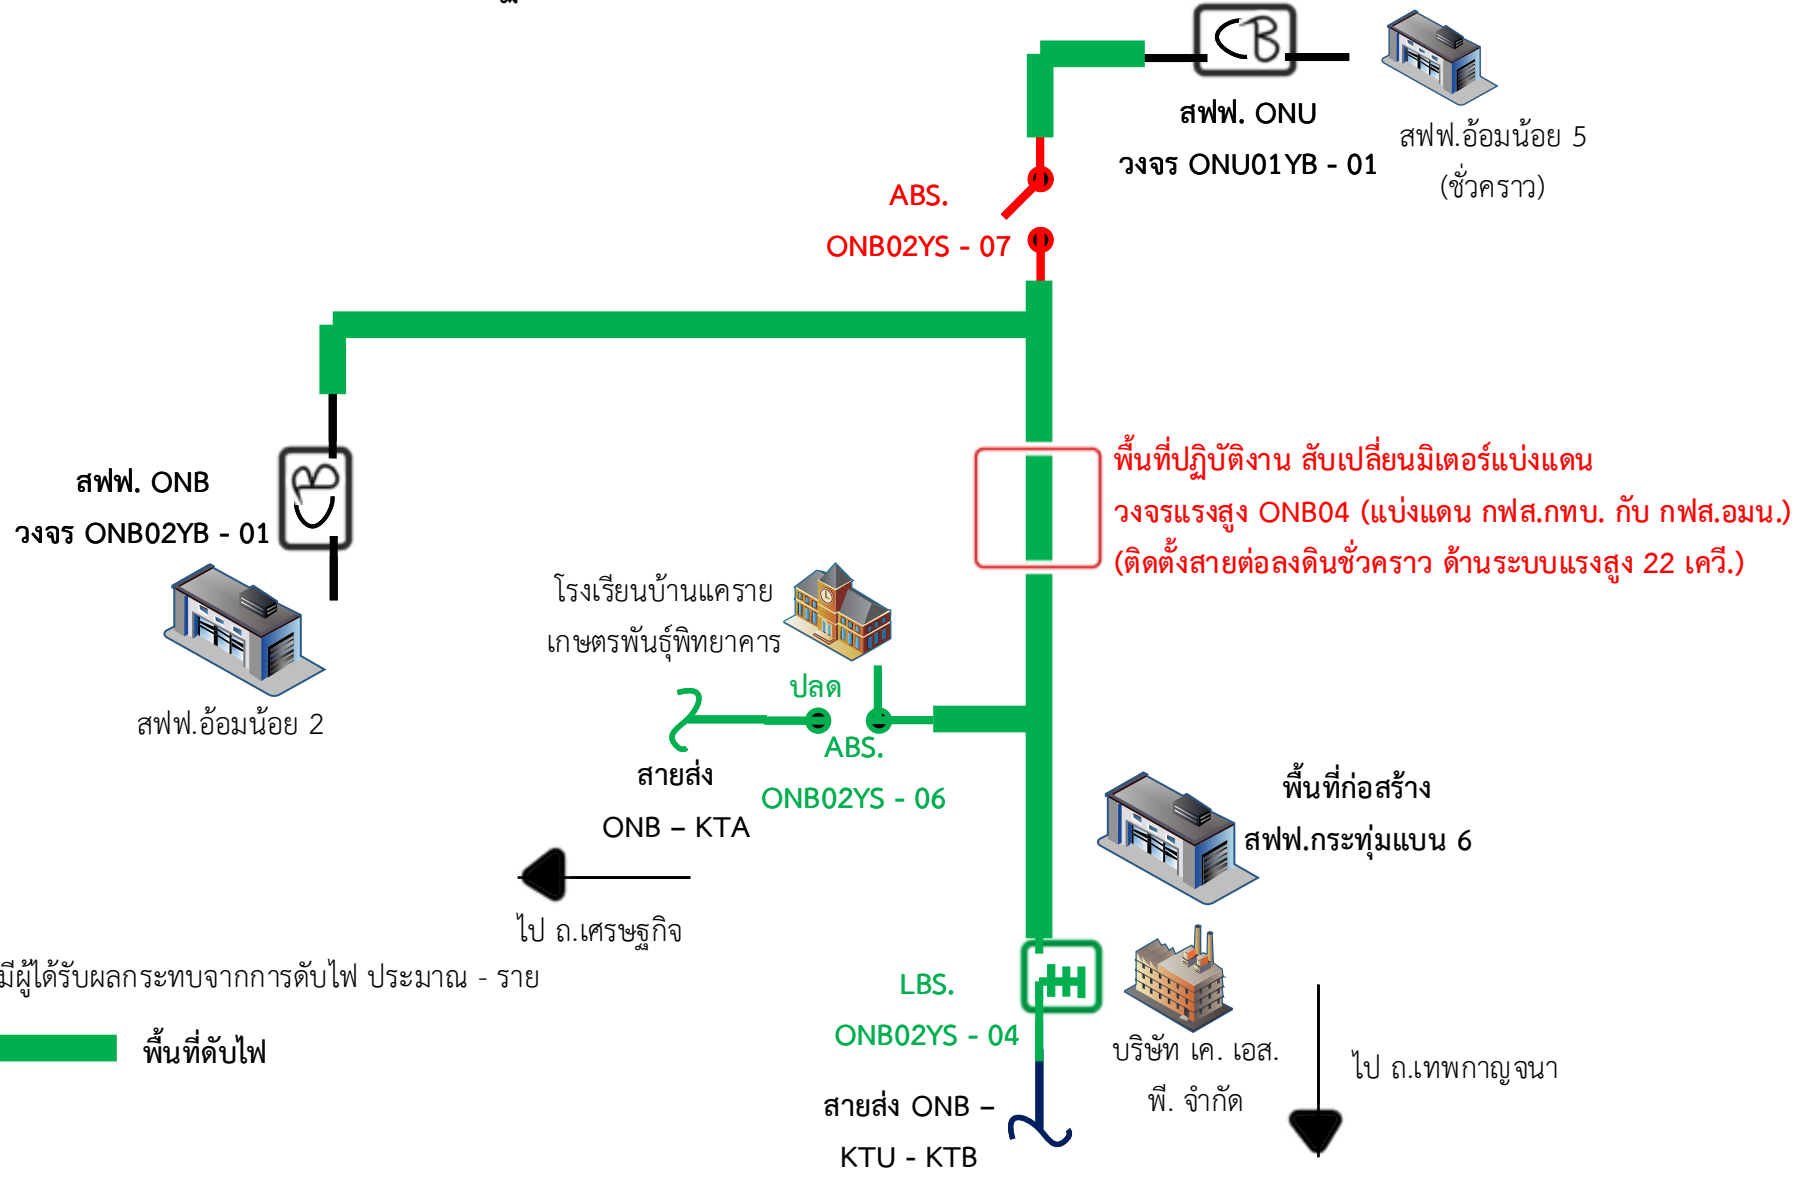 CB
สฟฟ. ONU
วงจร ONU01YB - 01
สฟฟ.อ้อมน้อย 5
(ชั่วคราว)
ABS.
ONB02YS - 07
CB
สฟฟ. ONB
วงจร ONB02YB - 01
สฟฟ.อ้อมน้อย 2
พื้นที่ปฏิบัติงาน สับเปลี่ยนมิเตอร์แบ่งแดน
วงจรแรงสูง ONB04 (แบ่งแดน กฟส.กทบ. กับ กฟส.อมน.)
(ติดตั้งสายต่อลงดินชั่วคราว ด้านระบบแรงสูง 22 เควี.)
โรงเรียนบ้านแคราย
เกษตรพันธุ์พิทยาคาร
ปลด
ABS.
ONB02YS - 06
สายส่ง
ONB – KTA
พื้นที่ก่อสร้าง
สฟฟ.กระทุ่มแบน 6
ไป ถ.เศรษฐกิจ
มีผู้ได้รับผลกระทบจากการดับไฟ ประมาณ - ราย
พื้นที่ดับไฟ
LBS.
ONB02YS - 04
บริษัท เค. เอส.
พี. จำกัด
ไป ถ.เทพกาญจนา
สายส่ง ONB –
KTU - KTB